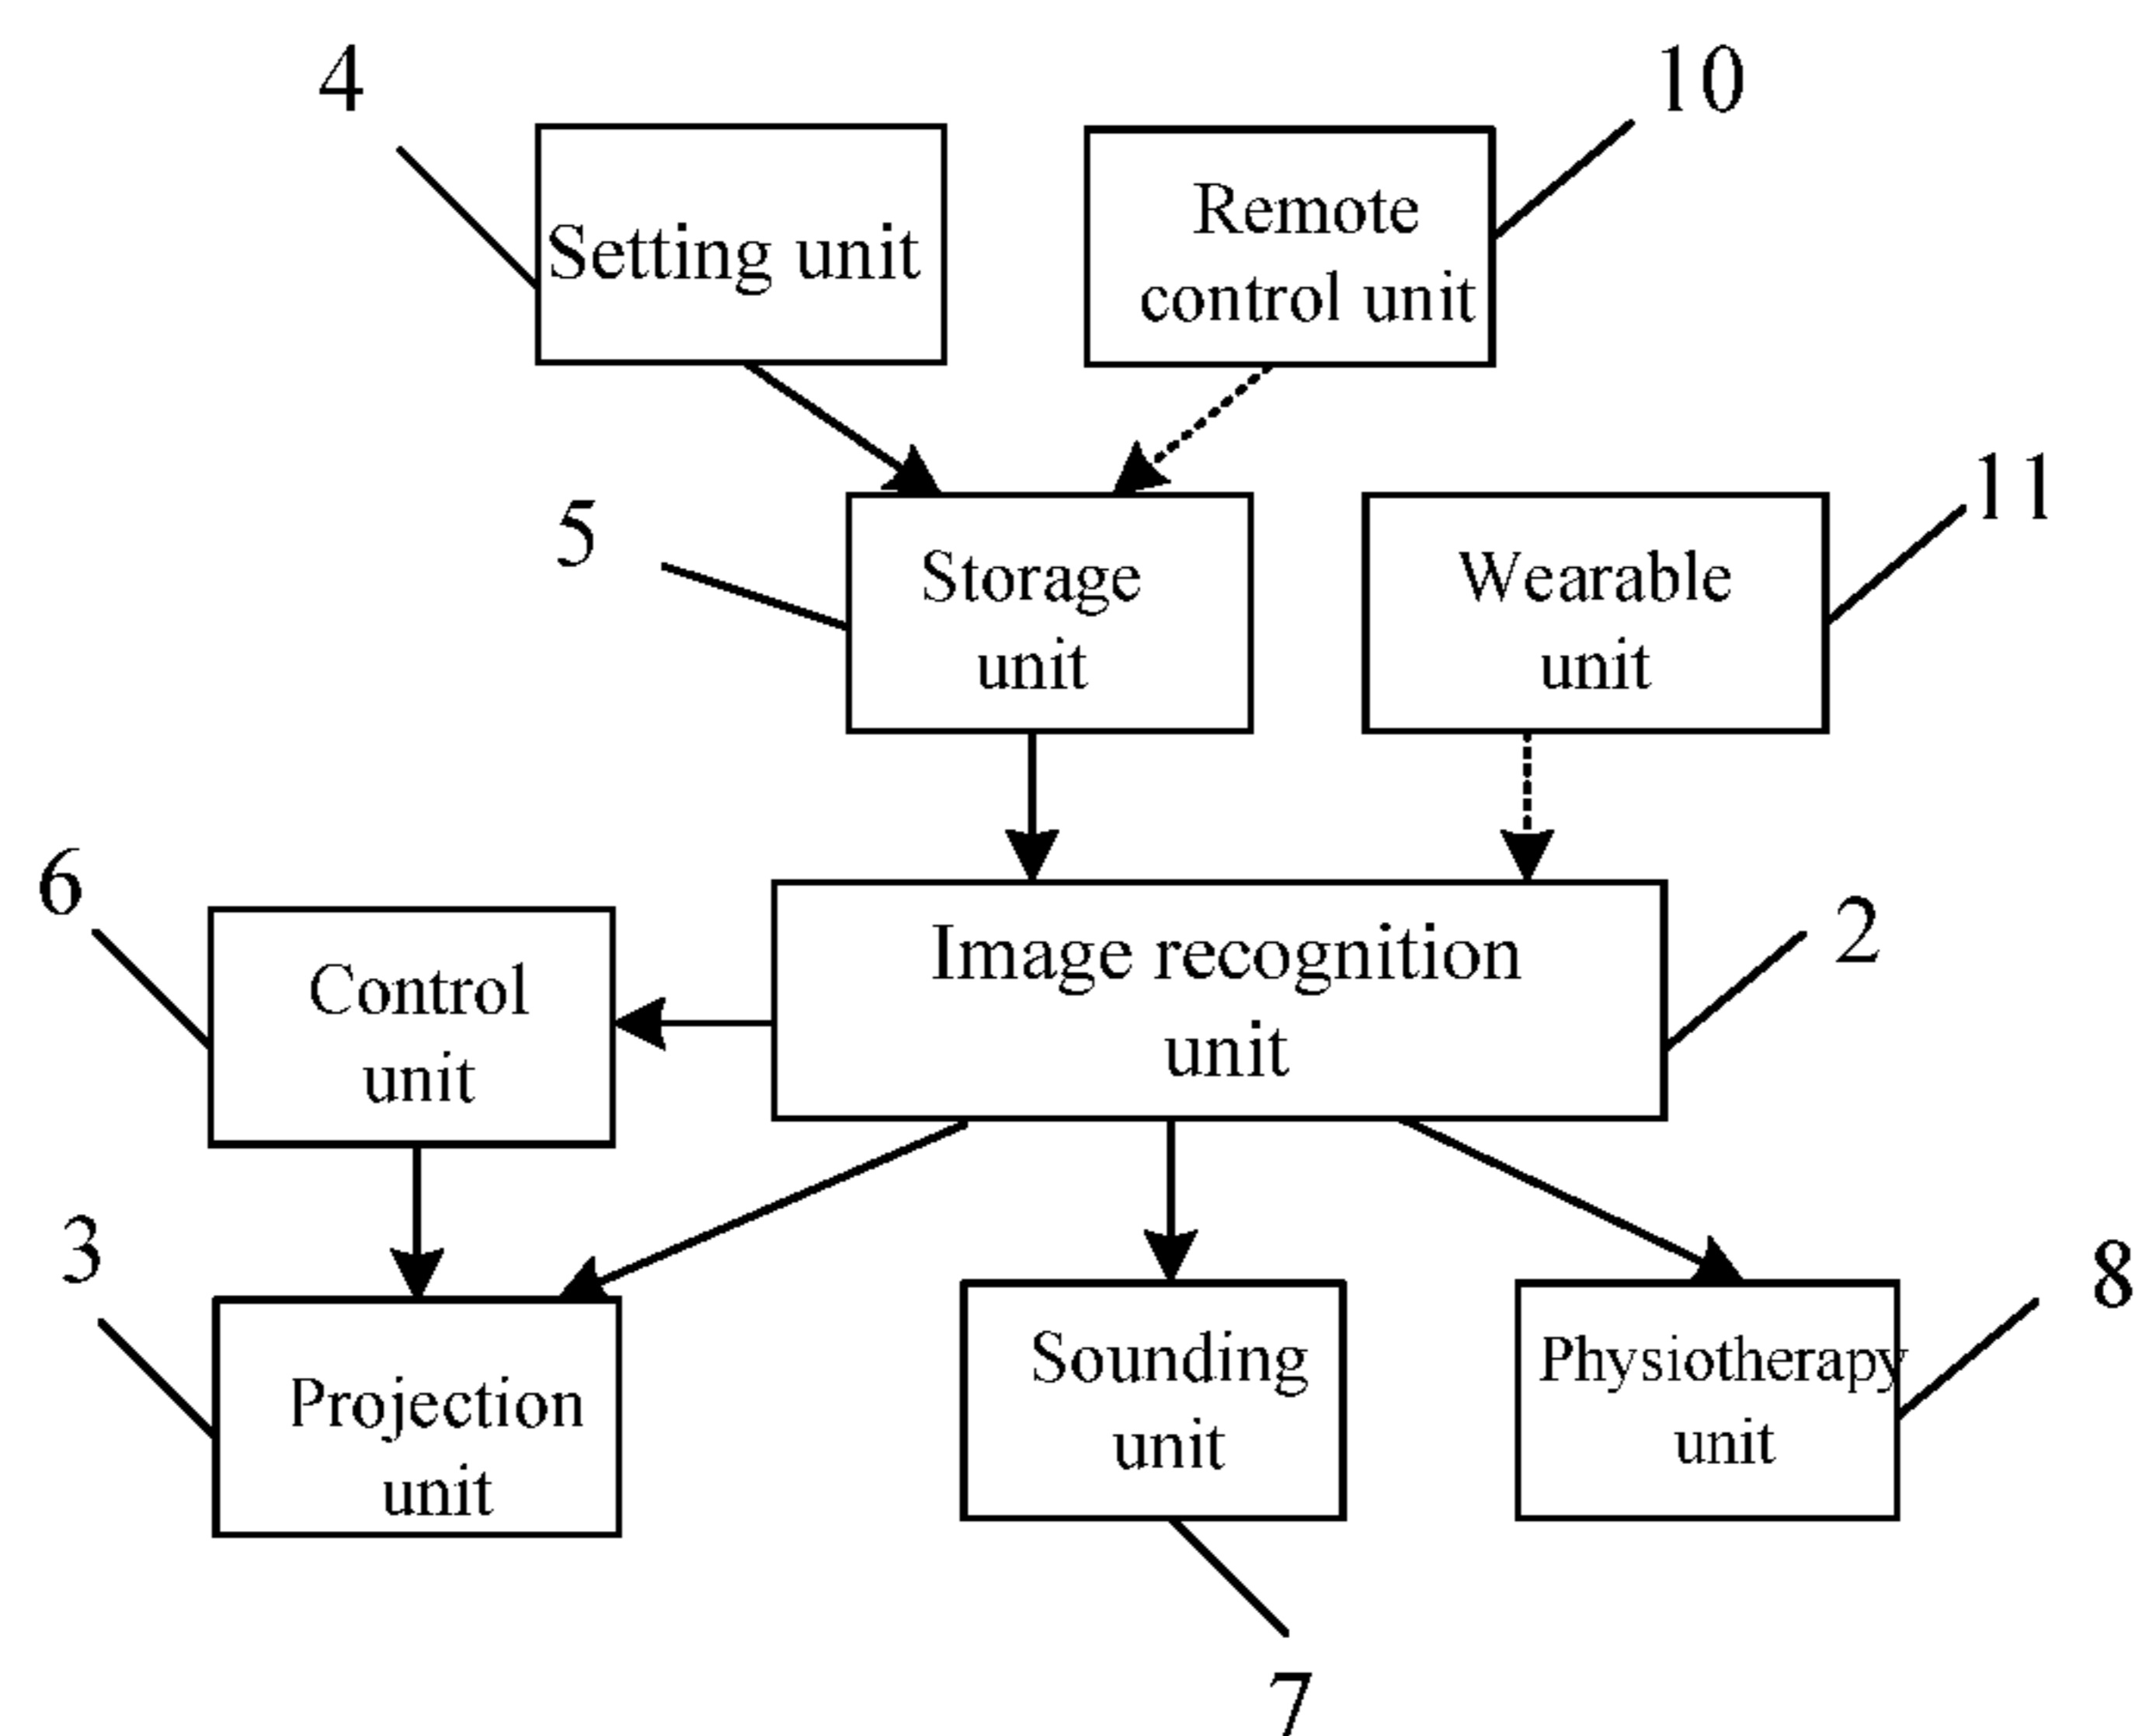 4
10
Setting unit
Remote
control unit
5
11
Storage
unit
Wearable
unit
6
2
Control
unit
Image recognition
unit
3
8
Projection
unit
Sounding
unit
Physiotherapy
unit
7